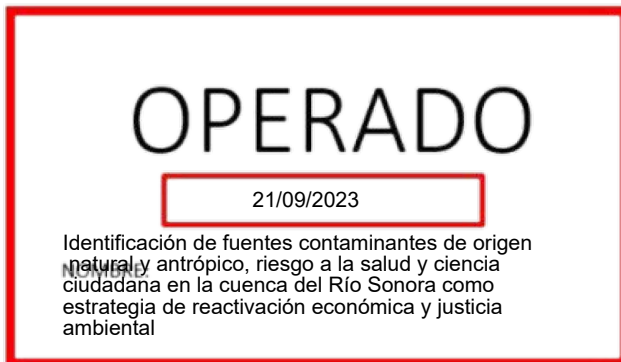 OPERADO
21/09/2023
Identificación de fuentes contaminantes de origen
NOMBRE: natural y antrópico, riesgo a la salud y ciencia
ciudadana en la cuenca del Río Sonora como
estrategia de reactivación económica y justicia
ambiental